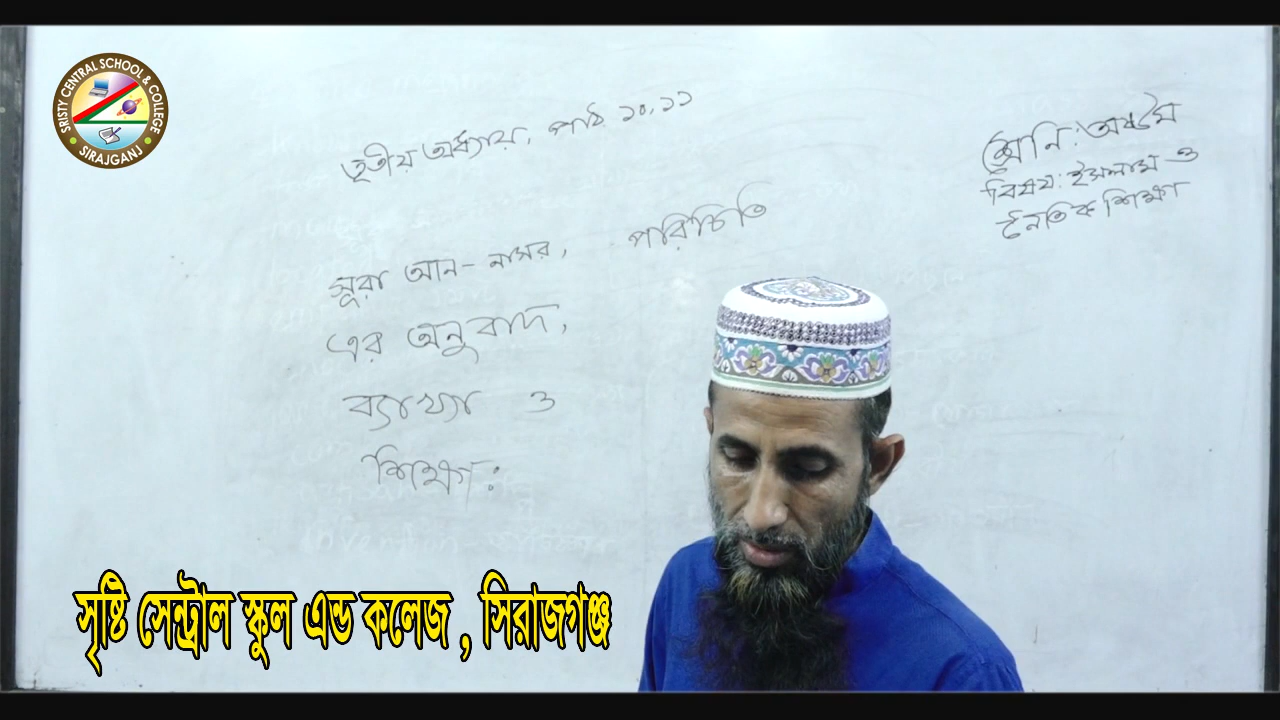 SRISTY CENTRAL SCHOOL & COLLEGE
SIRAJGANJ
তৃতীয় অধ্যায়, পাঠ ১০,১১
শ্রেনি: অষ্টম
বিষয়: ইসলাম ও
নৈতিক শিক্ষা
সূরা আন-নাসর, পরিচিতি
এর অনুবাদ,
ব্যাখ্যা ও
শিক্ষা:
সৃষ্টি সেন্ট্রাল স্কুল এন্ড কলেজ , সিরাজগঞ্জ